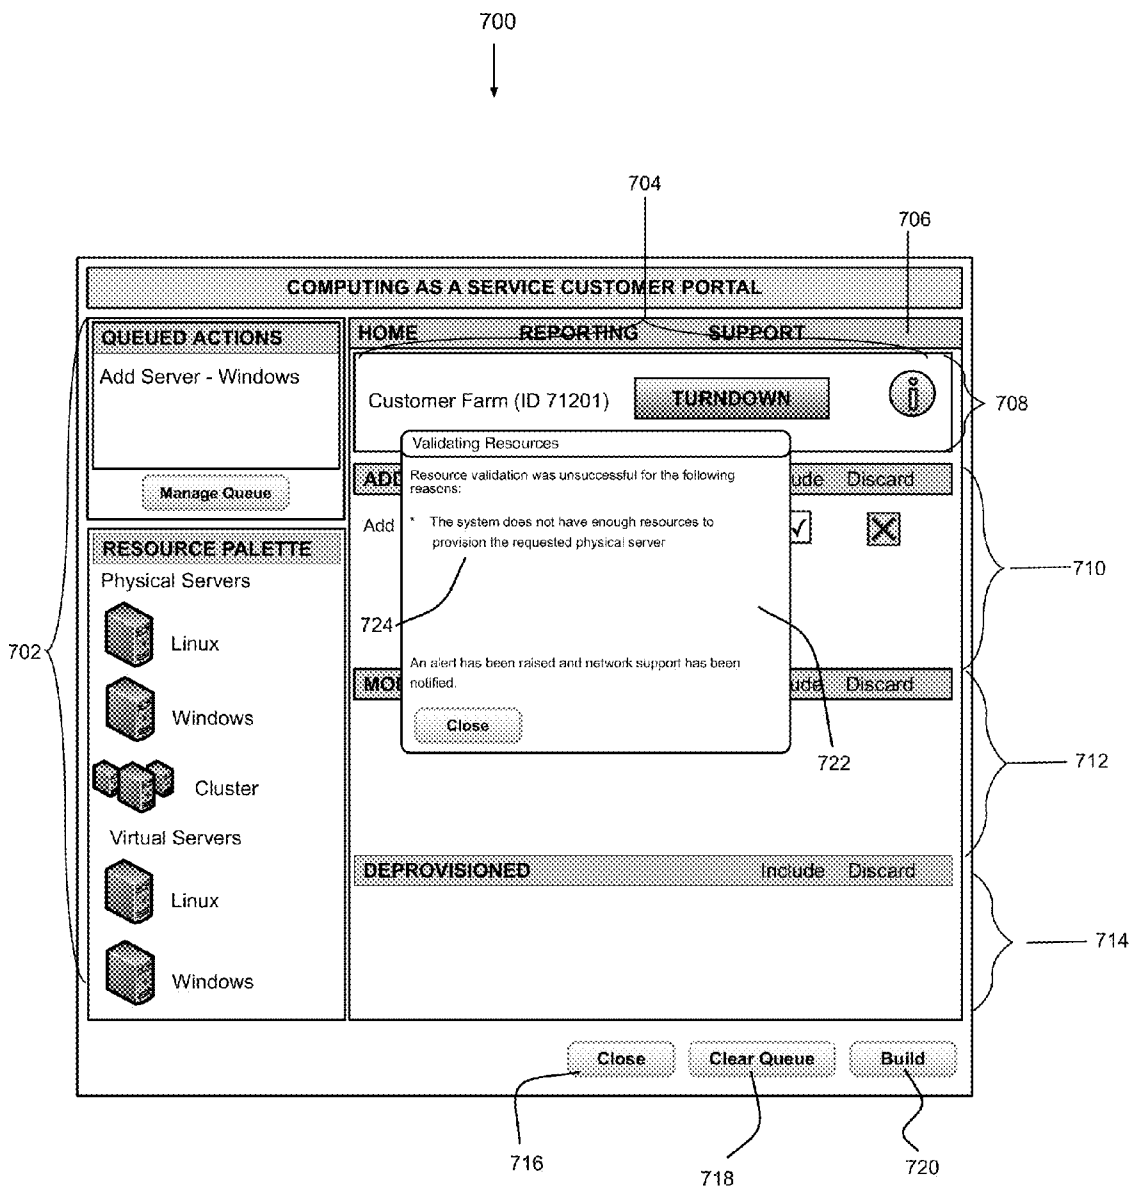 700
704
706
COMPUTING AS A SERVICE CUSTOMER PORTAL
QUEUED ACTIONS
Add Server - Windows
Manage Queue
RESOURCE PALETTE
Physical Servers
Linux
Windows
Cluster
Virtual Servers
Linux
Windows
702
HOME REPORTING SUPPORT
Customer Farm (ID 71201) TURNDOWN i
708
ADD ude Discard
Add
710
Validating Resources
Resource validation was unsuccessful for the following
reasons:
* The system does not have enough resources to
provision the requested physical server
724
An alert has been raised and network support has been
notified.
Close
722
MO ude Discard
712
DEPROVISIONED Include Discard
714
Close Clear Queue Build
716
718
720